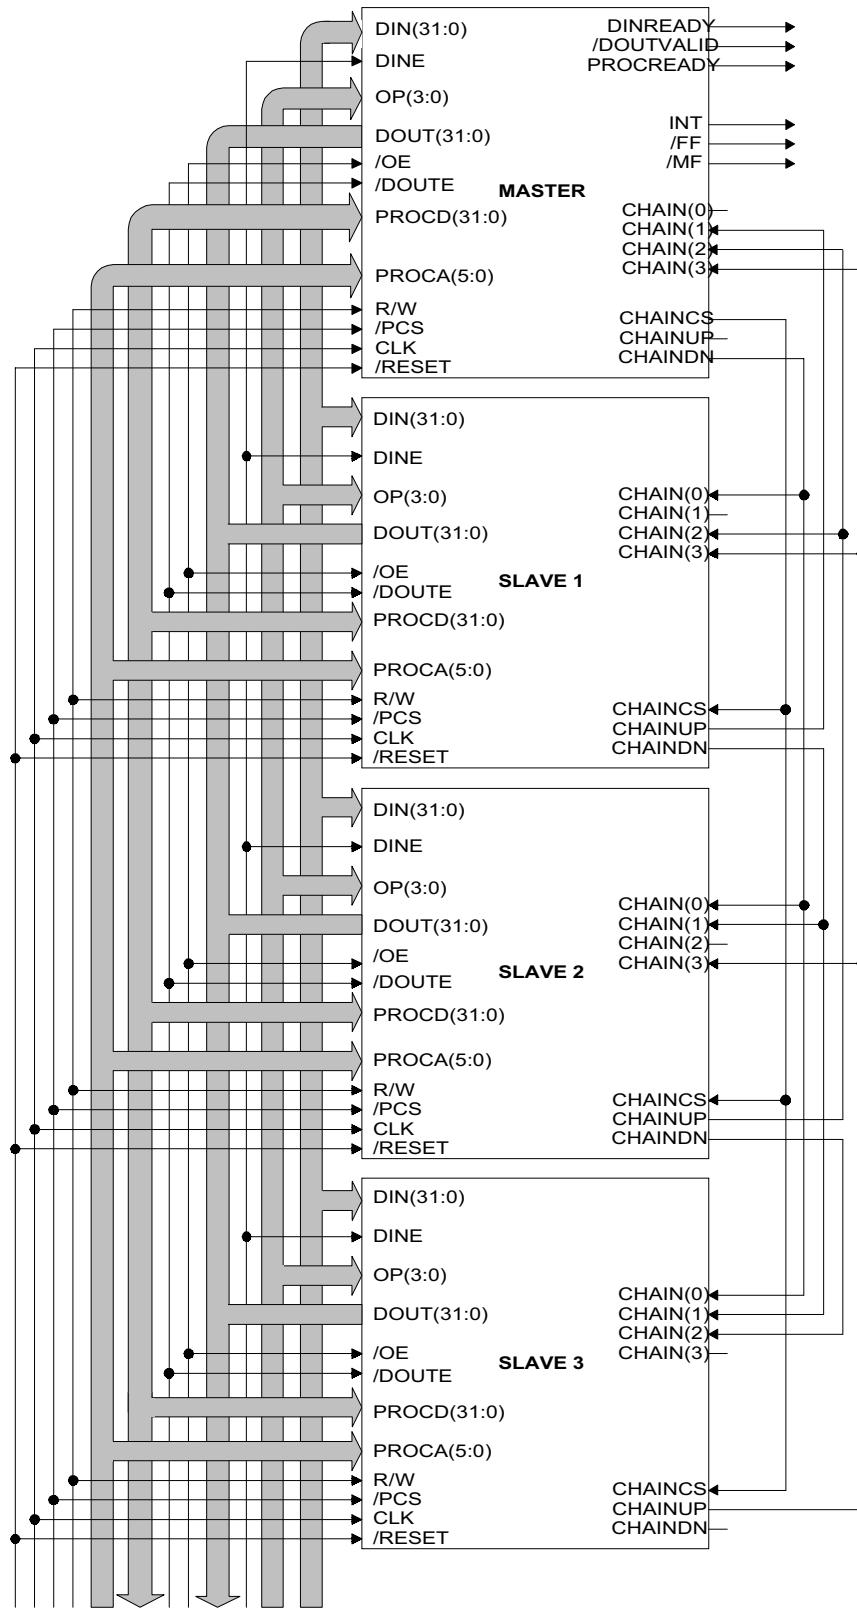 DIN(31:0)
DINE
OP(3:0)
DOUT(31:0)
/OE
/DOUTE
PROCD(31:0)
PROCA(5:0)
R/W
/PCS
CLK
/RESET
MASTER
DINREADY
/DOUTVALID
PROCREADY
INT
/FF
/MF
CHAIN(0)
CHAIN(1)
CHAIN(2)
CHAIN(3)
CHAINCS
CHAINUP
CHAINDN
DIN(31:0)
DINE
OP(3:0)
DOUT(31:0)
/OE
/DOUTE
PROCD(31:0)
PROCA(5:0)
R/W
/PCS
CLK
/RESET
SLAVE 1
CHAIN(0)
CHAIN(1)
CHAIN(2)
CHAIN(3)
CHAINCS
CHAINUP
CHAINDN
DIN(31:0)
DINE
OP(3:0)
DOUT(31:0)
/OE
/DOUTE
PROCD(31:0)
PROCA(5:0)
R/W
/PCS
CLK
/RESET
SLAVE 2
CHAIN(0)
CHAIN(1)
CHAIN(2)
CHAIN(3)
CHAINCS
CHAINUP
CHAINDN
DIN(31:0)
DINE
OP(3:0)
DOUT(31:0)
/OE
/DOUTE
PROCD(31:0)
PROCA(5:0)
R/W
/PCS
CLK
/RESET
SLAVE 3
CHAIN(0)
CHAIN(1)
CHAIN(2)
CHAIN(3)
CHAINCS
CHAINUP
CHAINDN